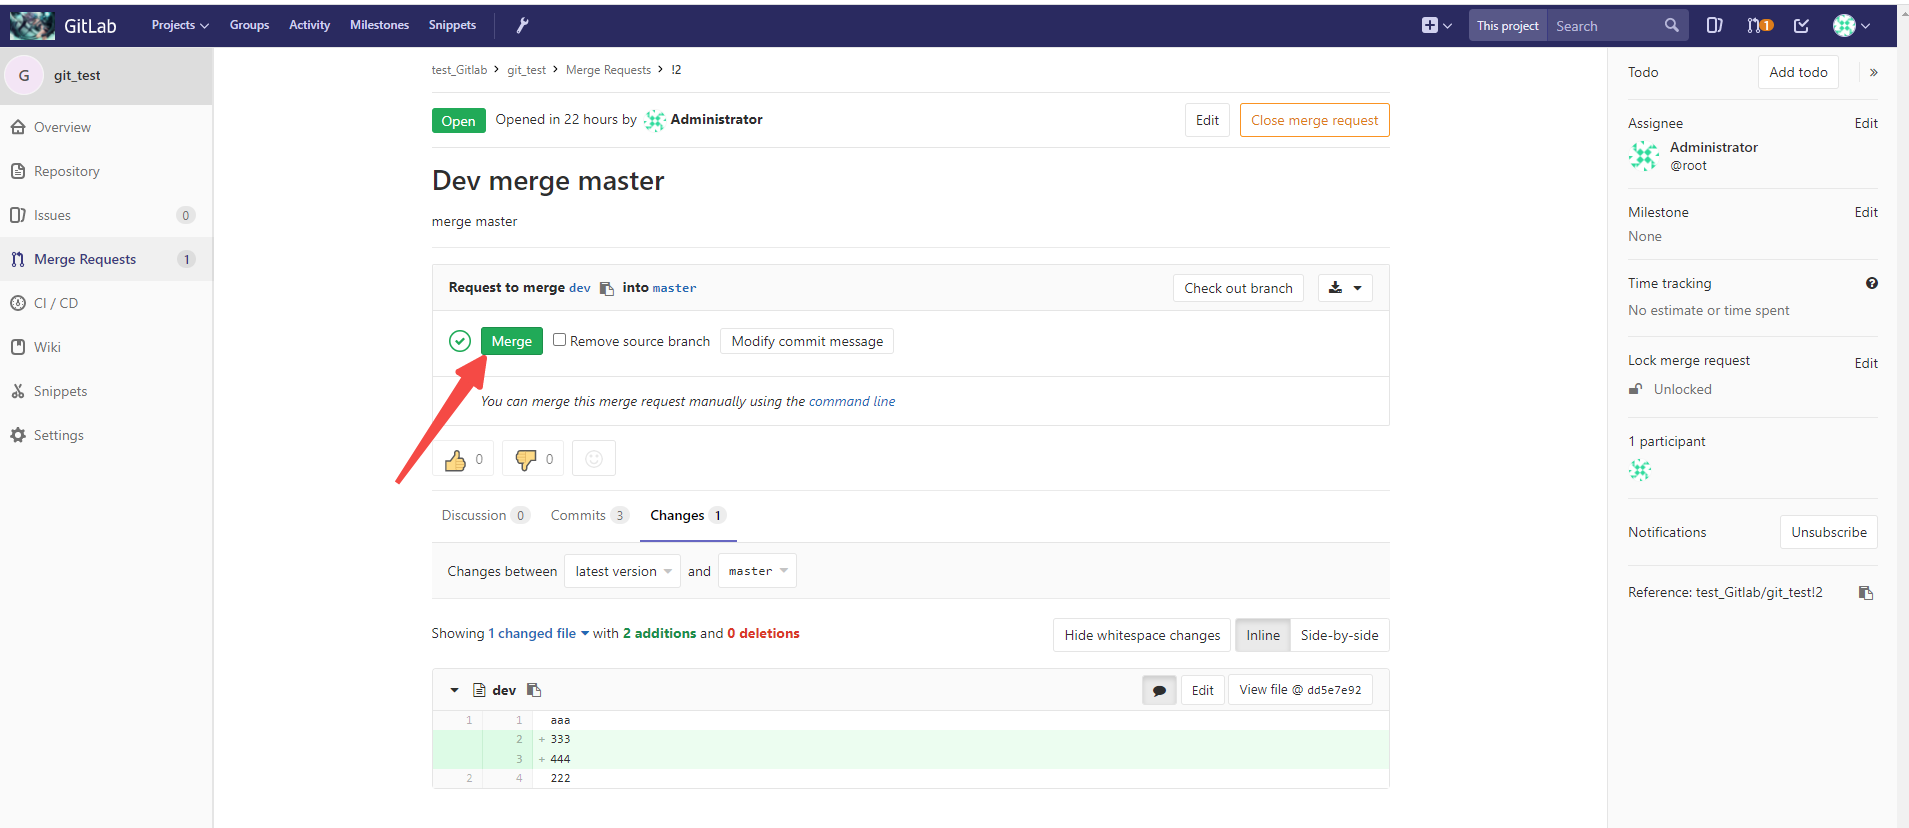 GitLab Projects Groups Activity Milestones Snippets This project Search 1
G git_test
Overview
Repository
Issues 0
Merge Requests 1
CI / CD
Wiki
Snippets
Settings
test_Gitlab > git_test > Merge Requests > !2
Open Opened in 22 hours by Administrator Edit Close merge request
Dev merge master
merge master
Request to merge dev into master Check out branch
Merge Remove source branch Modify commit message
You can merge this merge request manually using the command line
0 0
Discussion 0 Commits 3 Changes 1
Changes between latest version and master
Showing 1 changed file with 2 additions and 0 deletions Hide whitespace changes Inline Side-by-side
dev Edit View file @ dd5e7e92
1 1 aaa
2 + 333
3 + 444
2 4 222
Todo Add todo »
Assignee Edit
Administrator
@root
Milestone Edit
None
Time tracking ?
No estimate or time spent
Lock merge request Edit
Unlocked
1 participant
Notifications Unsubscribe
Reference: test_Gitlab/git_test!2